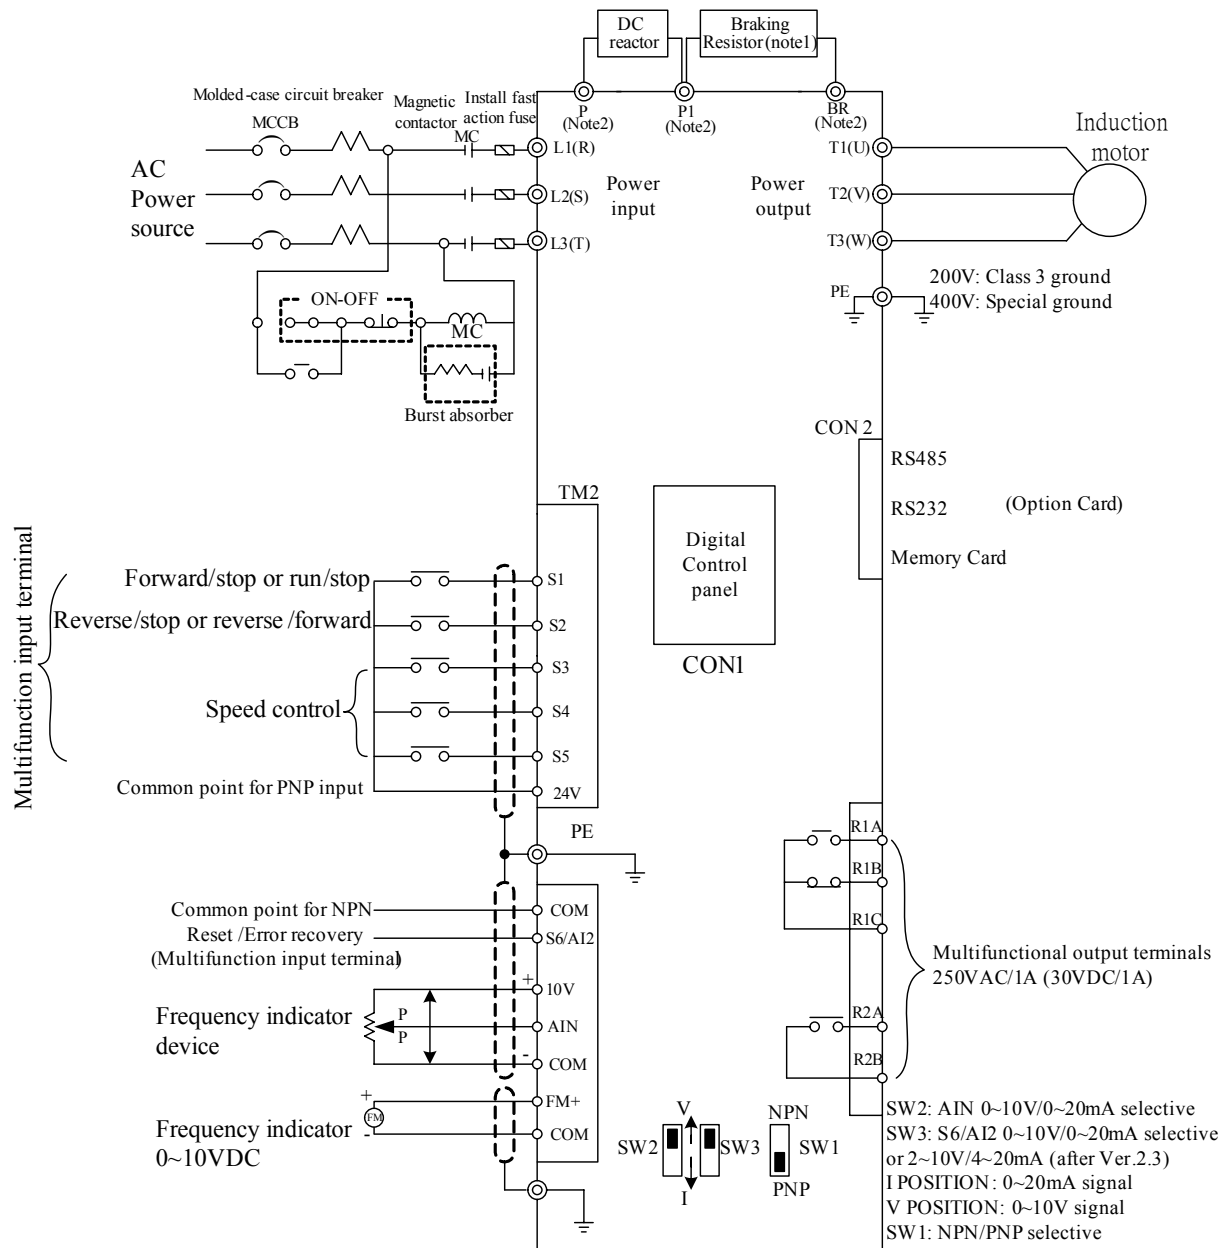 DC
reactor
Braking
Resistor(note1)
Molded-case circuit breaker
MCCB
Magnetic
contactor
MC
Install fast
action fuse
P
(Note2)
P1
(Note2)
BR
(Note2)
Induction
motor
AC
Power
source
L1(R)
L2(S)
L3(T)
Power
input
Power
output
T1(U)
T2(V)
T3(W)
PE
200V: Class 3 ground
400V: Special ground
ON-OFF
MC
Burst absorber
CON 2
RS485
RS232
(Option Card)
Memory Card
TM2
Digital
Control
panel
CON1
Multifunction input terminal
Forward/stop or run/stop
S1
Reverse/stop or reverse /forward
S2
S3
Speed control
S4
S5
Common point for PNP input
24V
PE
Common point for NPN
COM
Reset /Error recovery
S6/AI2
(Multifunction input terminal)
+
10V
Frequency indicator
device
P
P
AIN
-
COM
+
FM+
FM
Frequency indicator
0~10VDC
-
COM
R1A
R1B
R1C
Multifunctional output terminals
250VAC/1A (30VDC/1A)
R2A
R2B
V
SW2
SW3
I
NPN
SW1
PNP
SW2: AIN 0~10V/0~20mA selective
SW3: S6/AI2 0~10V/0~20mA selective
or 2~10V/4~20mA (after Ver.2.3)
I POSITION: 0~20mA signal
V POSITION: 0~10V signal
SW1: NPN/PNP selective